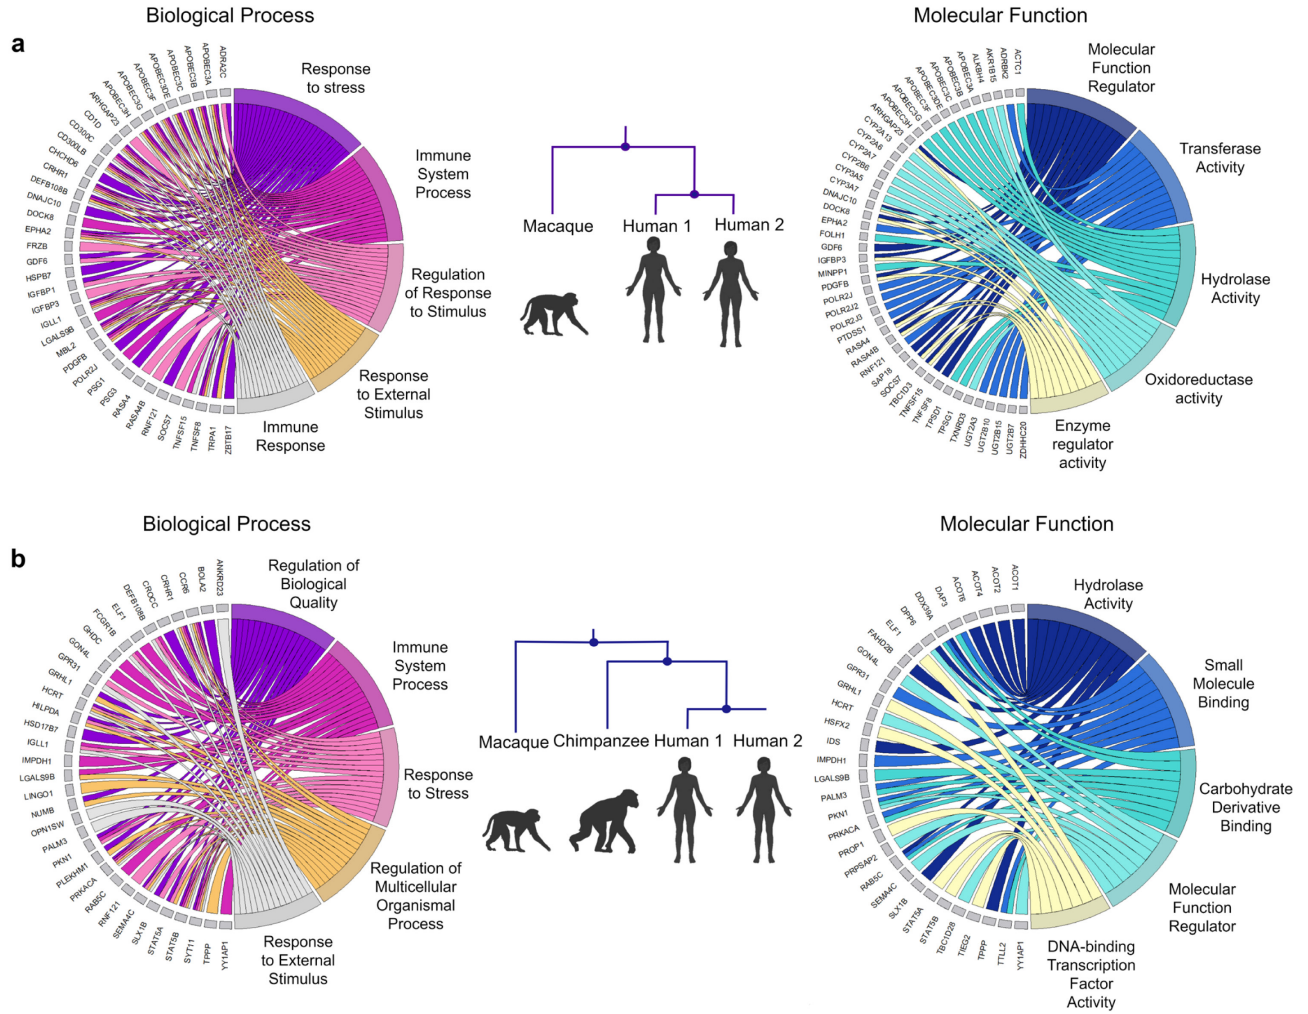 Biological Process
Molecular Function
a
ADRA2C
APOBEC3A
APOBEC3B
APOBEC3C
APOBEC3DE
APOBEC3F
APOBEC3G
APOBEC3H
ARHGAP23
CD1D
CD300C
CD300LB
CHCHD6
CRHR1
DEFB108B
DNAJC10
DOCK8
EPHA2
FRZB
GDF6
HSPB7
IGFBP1
IGFBP3
IGLL1
LGALS9B
MBL2
PDGFB
POLR2J
PSG1
PSG3
RASA4
RASA4B
RNF121
SOCS7
TNFSF15
TNFSF8
TRPA1
ZBTB17
Response
to stress
Immune
System
Process
Regulation
of Response
to Stimulus
Response
to External
Stimulus
Immune
Response
Macaque
Human 1
Human 2
ACTC1
ADRBK2
AKR1B15
ALKBH4
APOBEC3A
APOBEC3B
APOBEC3C
APOBEC3DE
APOBEC3F
APOBEC3G
APOBEC3H
ARHGAP23
CYP2A13
CYP2A6
CYP2A7
CYP2B6
CYP3A5
CYP3A7
DNAJC10
DOCK8
EPHA2
FOLH1
GDF6
IGFBP3
MINPP1
PDGFB
POLR2J
POLR2J2
POLR2J3
PTDSS1
RASA4
RASA4B
RNF121
SAP18
SOCS7
TBC1D3
TNFSF15
TNFSF8
TPSD1
TPSG1
TXNRD3
UGT2A3
UGT2B10
UGT2B15
UGT2B7
ZDHHC20
Molecular
Function
Regulator
Transferase
Activity
Hydrolase
Activity
Oxidoreductase
activity
Enzyme
regulator
activity
Biological Process
Molecular Function
b
ANKRD23
BOLA2
CCR6
CRHR1
CROCC
DEFB108B
ELF1
FCGR1B
GHDC
GON4L
GPR31
GRHL1
HCRT
HILPDA
HSD17B7
IGLL1
IMPDH1
LGALS9B
LINGO1
NUMB
OPN1SW
PALM3
PKN1
PLEKHM1
PRKACA
RAB5C
RNF121
SEMA4C
SLX1B
STAT5A
STAT5B
SYT11
TPPP
YY1AP1
Regulation of
Biological
Quality
Immune
System
Process
Response
to Stress
Regulation of
Multicellular
Organismal
Process
Response
to External
Stimulus
Macaque
Chimpanzee
Human 1
Human 2
ACOT1
ACOT2
ACOT4
ACOT6
DAP3
DDX39A
DPP6
ELF1
FAHD2B
GON4L
GPR31
GRHL1
HCRT
HSFX2
IDS
IMPDH1
LGALS9B
PALM3
PKN1
PRKACA
PROP1
PRPSAP2
RAB5C
SEMA4C
SLX1B
STAT5A
STAT5B
TBC1D28
TIEG2
TPPP
TTLL2
YY1AP1
Hydrolase
Activity
Small
Molecule
Binding
Carbohydrate
Derivative
Binding
Molecular
Function
Regulator
DNA-binding
Transcription
Factor
Activity